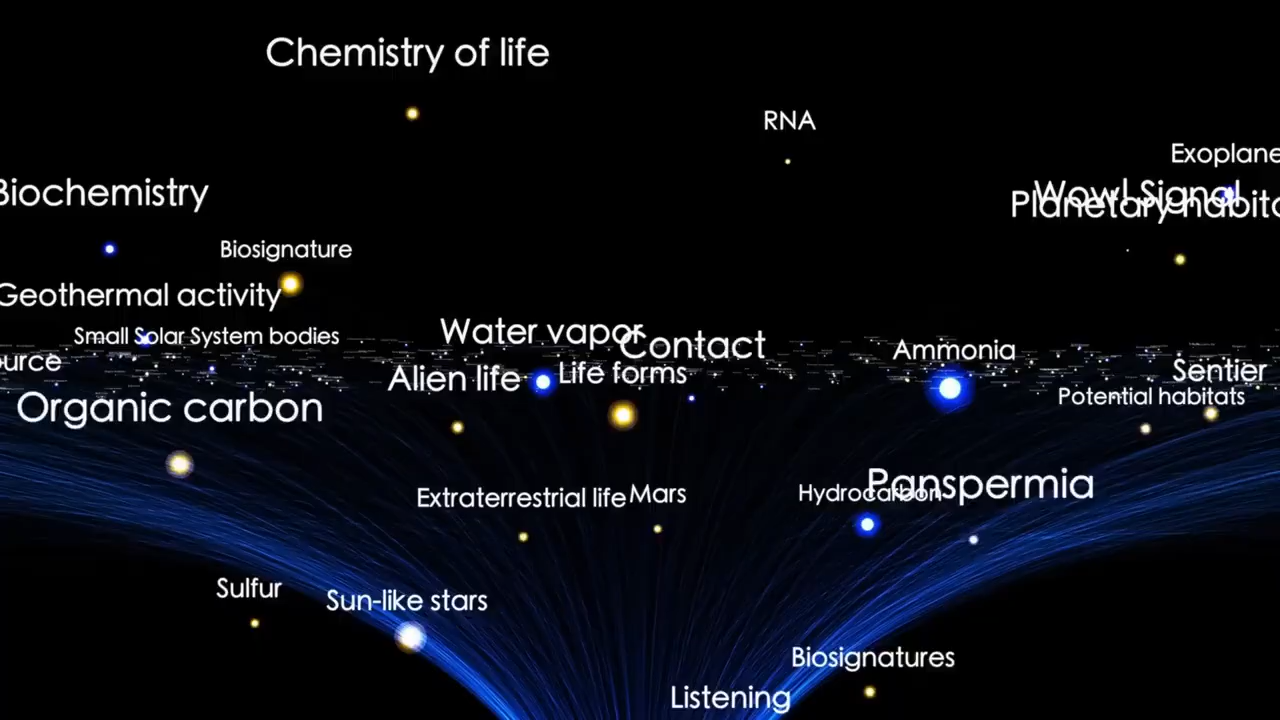 Chemistry of life
RNA
Exoplane
Biochemistry
Wow! Signal
Planetary habita
Biosignature
Geothermal activity
Small Solar System bodies
Water vapor
Contact
Ammonia
ource
Alien life
Life forms
Sentier
Potential habitats
Organic carbon
Extraterrestrial life
Mars
Hydrocarbon
Panspermia
Sulfur
Sun-like stars
Biosignatures
Listening